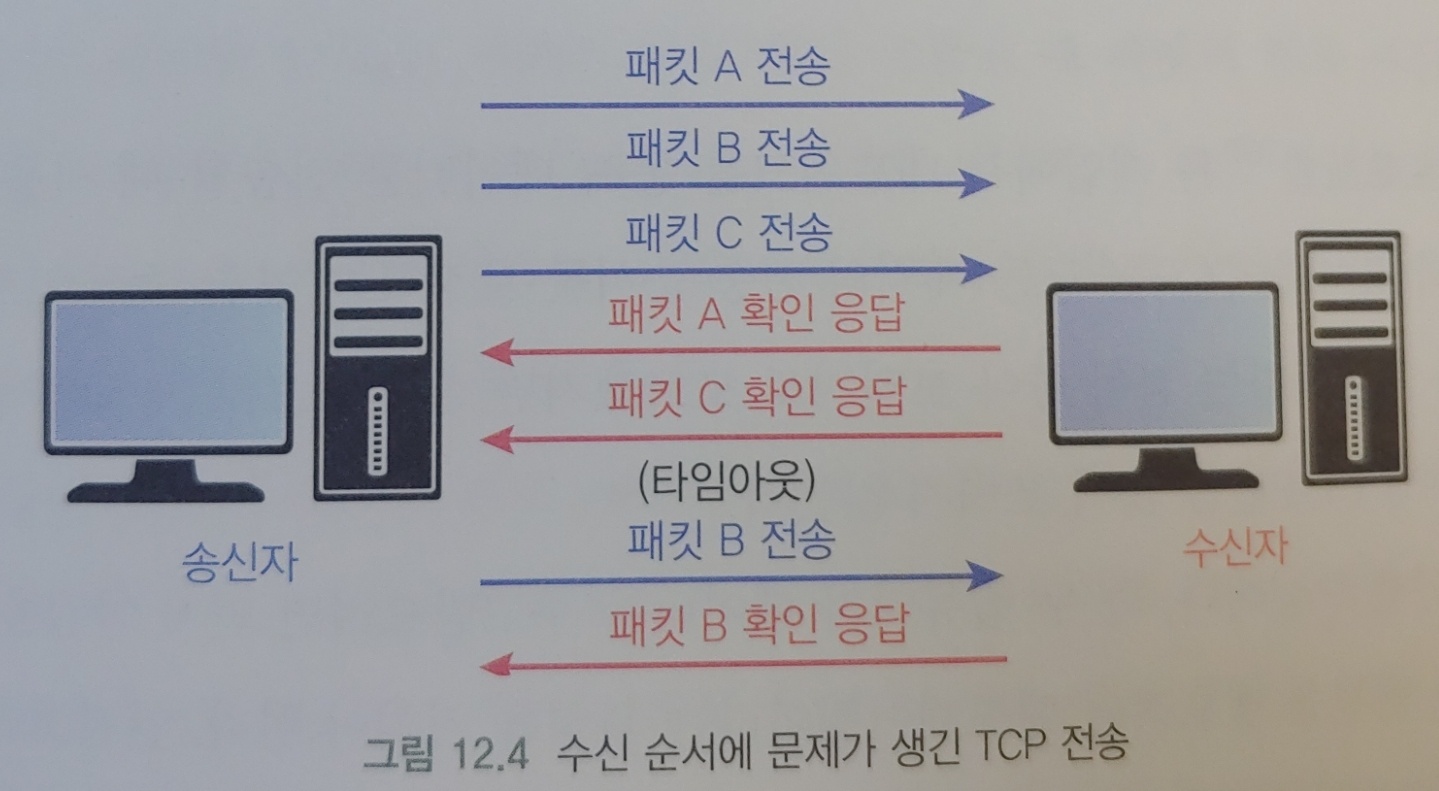 패킷 A 전송
패킷 B 전송
패킷 C 전송
패킷 A 확인 응답
패킷 C 확인 응답
(타임아웃)
패킷 B 전송
패킷 B 확인 응답
송신자
수신자
그림 12.4 수신 순서에 문제가 생긴 TCP 전송